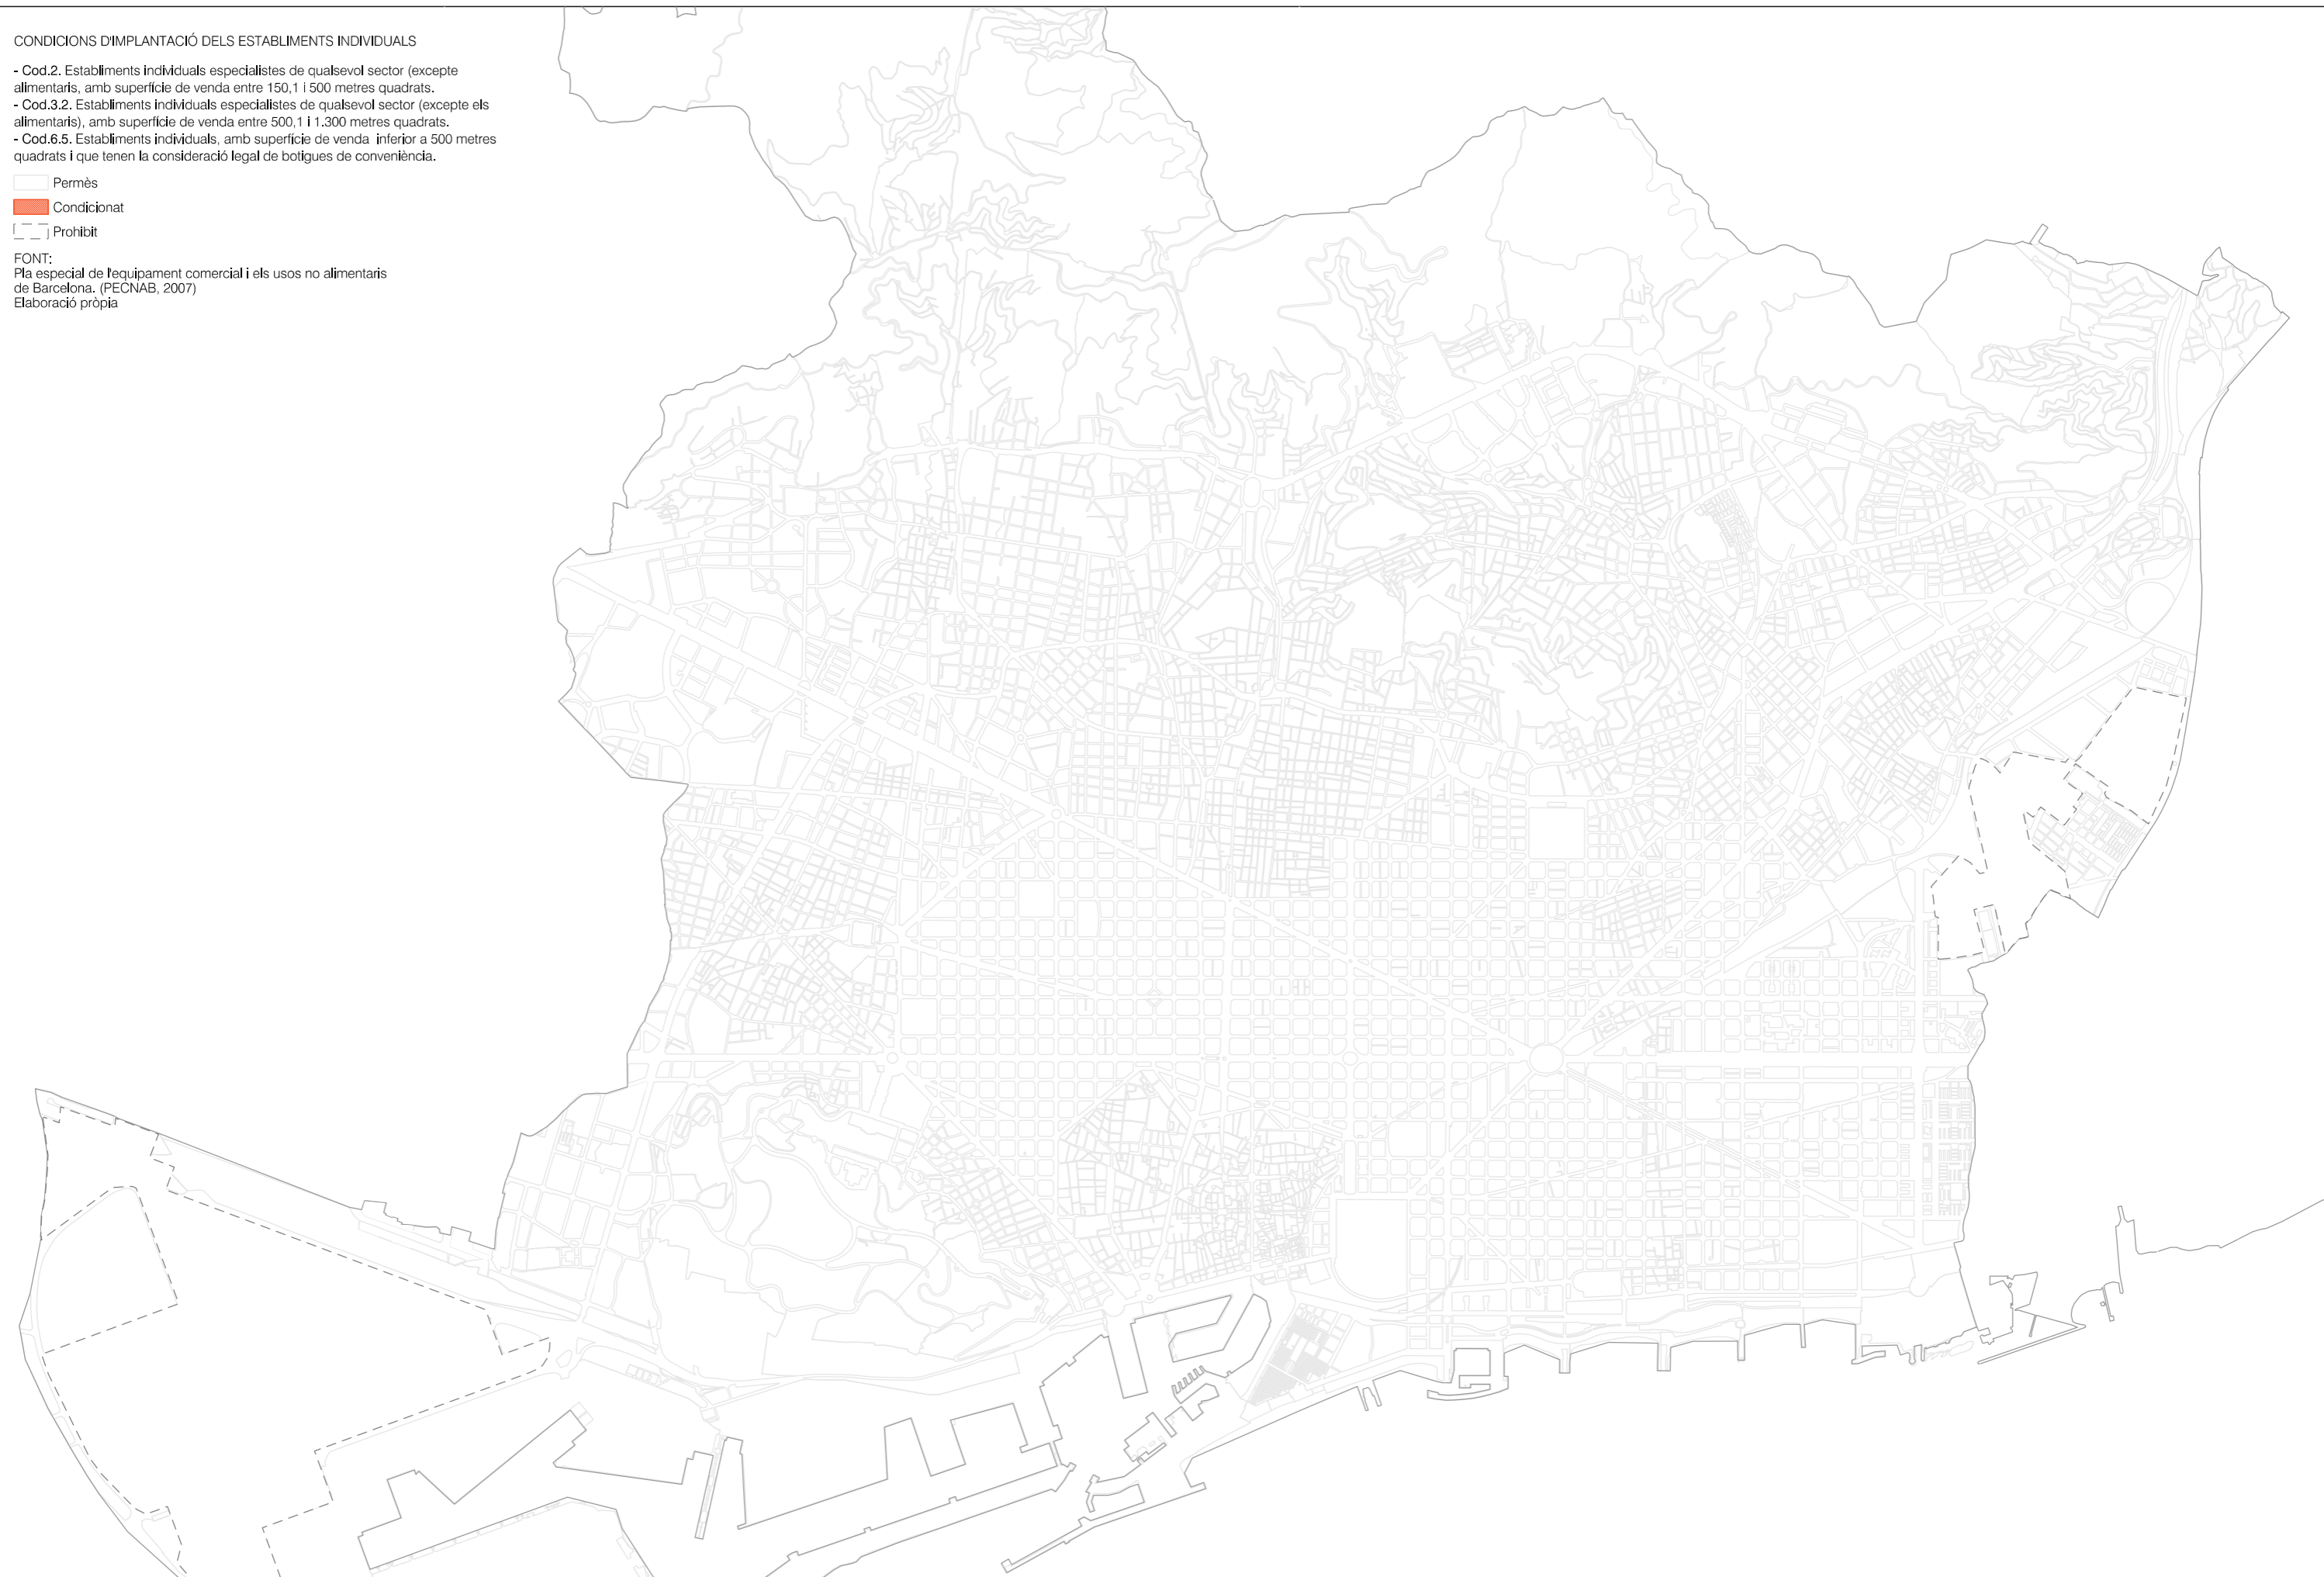 CONDICIONS D'IMPLANTACIÓ DELS ESTABLIMENTS INDIVIDUALS
- Cod.2. Establiments individuals especialistes de qualsevol sector (excepte
alimentaris, amb superfície de venda entre 150,1 i 500 metres quadrats.
- Cod.3.2. Establiments individuals especialistes de qualsevol sector (excepte els
alimentaris), amb superfície de venda entre 500,1 i 1.300 metres quadrats.
- Cod.6.5. Establiments individuals, amb superfície de venda inferior a 500 metres
quadrats i que tenen la consideració legal de botigues de conveniència.
Permès
Condicionat
Prohibit
FONT:
Pla especial de l'equipament comercial i els usos no alimentaris
de Barcelona. (PECNAB, 2007)
Elaboració pròpia